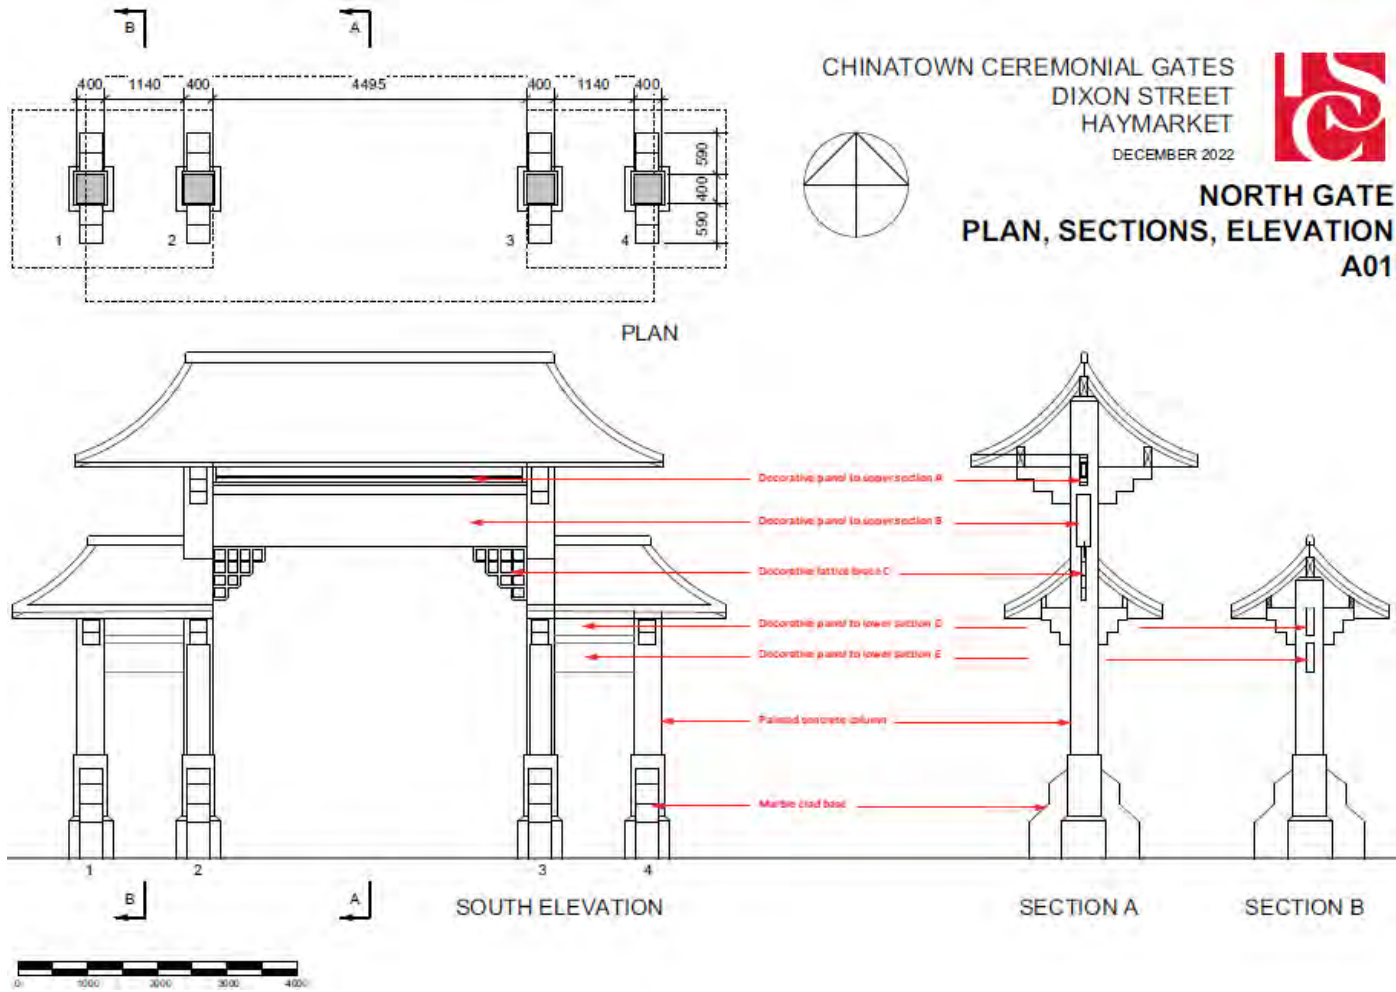 B
A
400 1140 400 4495 400 1140 400
590
400
590
1
2
3
4
PLAN
CHINATOWN CEREMONIAL GATES
DIXON STREET
HAYMARKET
DECEMBER 2022
NORTH GATE
PLAN, SECTIONS, ELEVATION
A01
Decorative panel to upper section A
Decorative panel to upper section B
Decorative lattice brace C
Decorative panel to lower section D
Decorative panel to lower section E
Painted concrete column
Marble clad base
1
2
3
4
B
A
SOUTH ELEVATION
SECTION A
SECTION B
0 1000 2000 3000 4000